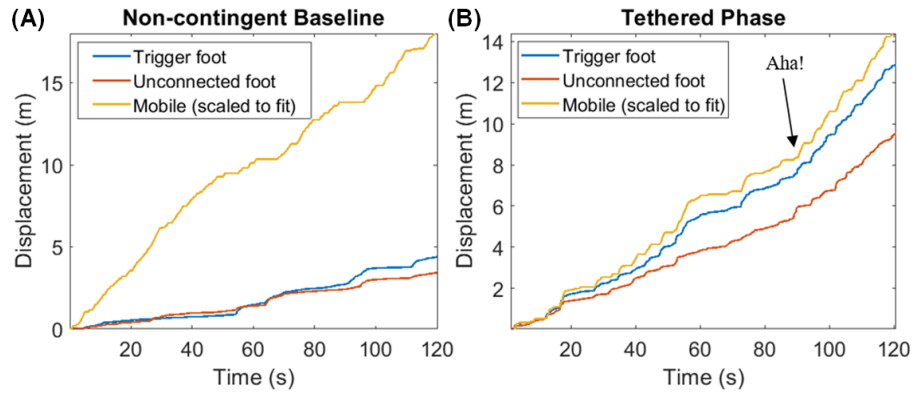 (A)
Non-contingent Baseline
Trigger foot
Unconnected foot
Mobile (scaled to fit)
Displacement (m)
15
10
5
0
20
40
60
80
100
120
Time (s)
(B)
Tethered Phase
Trigger foot
Unconnected foot
Mobile (scaled to fit)
Aha!
Displacement (m)
14
12
10
8
6
4
2
20
40
60
80
100
120
Time (s)